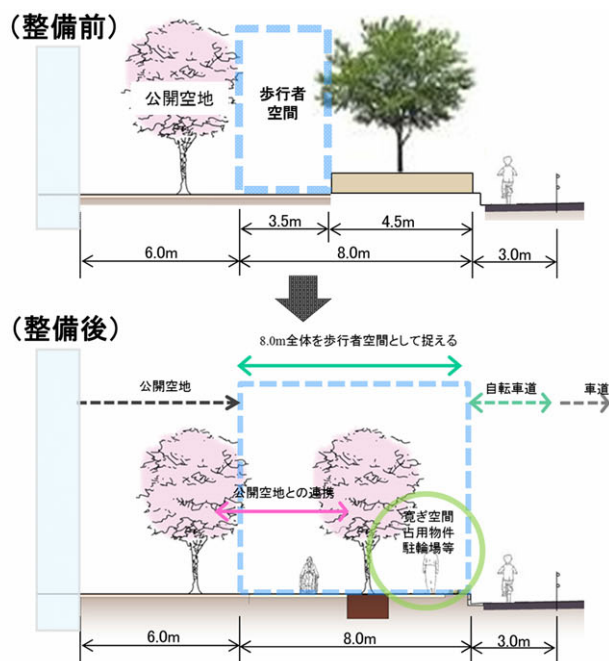 （整備前）
公開空地
歩行者
空間
3.5m
4.5m
6.0m
8.0m
3.0m
（整備後）
8.0m全体を歩行者空間として捉える
公開空地
自転車道
車道
公開空地との連携
寛ぎ空間
占用物件
駐輪場等
6.0m
8.0m
3.0m